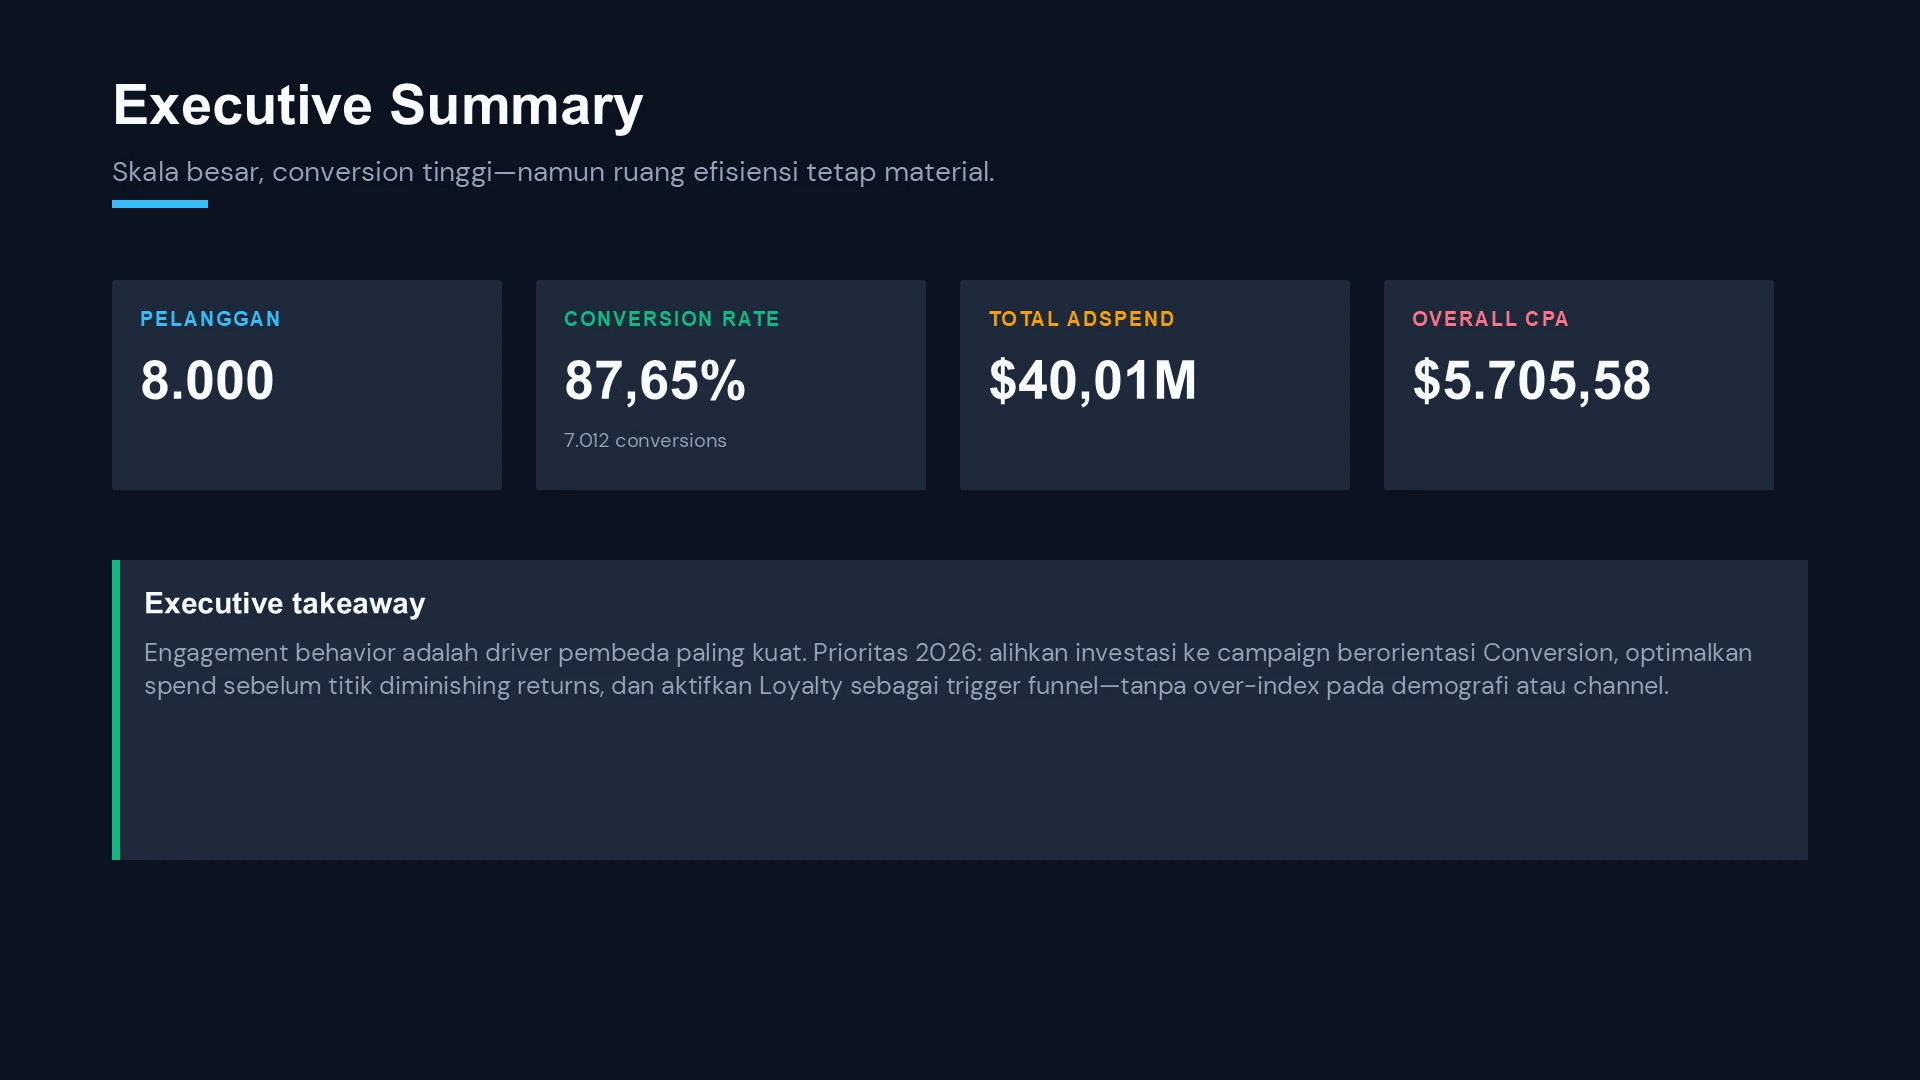 Executive Summary
Skala besar, conversion tinggi—namun ruang efisiensi tetap material.
PELANGGAN
8.000
CONVERSION RATE
87,65%
7.012 conversions
TOTAL ADSPEND
$40,01M
OVERALL CPA
$5.705,58
Executive takeaway
Engagement behavior adalah driver pembeda paling kuat. Prioritas 2026: alihkan investasi ke campaign berorientasi Conversion, optimalkan
spend sebelum titik diminishing returns, dan aktifkan Loyalty sebagai trigger funnel—tanpa over-index pada demografi atau channel.